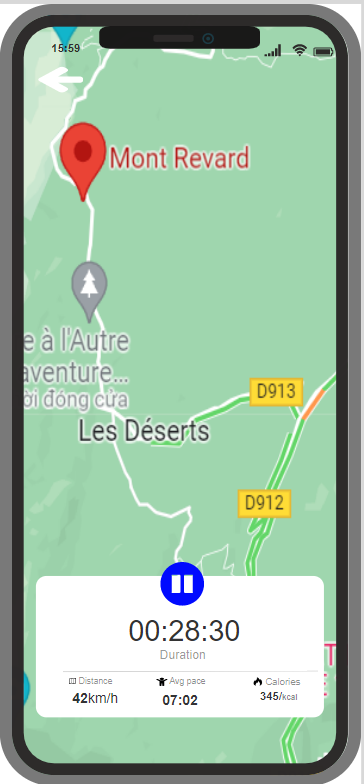 15:59
Mont Revard
e à l'Autre
aventure...
ời đóng cửa
D913
Les Déserts
D912
00:28:30
Duration
T
E
Distance
Avg pace
Calories
42km/h
07:02
345/kcal